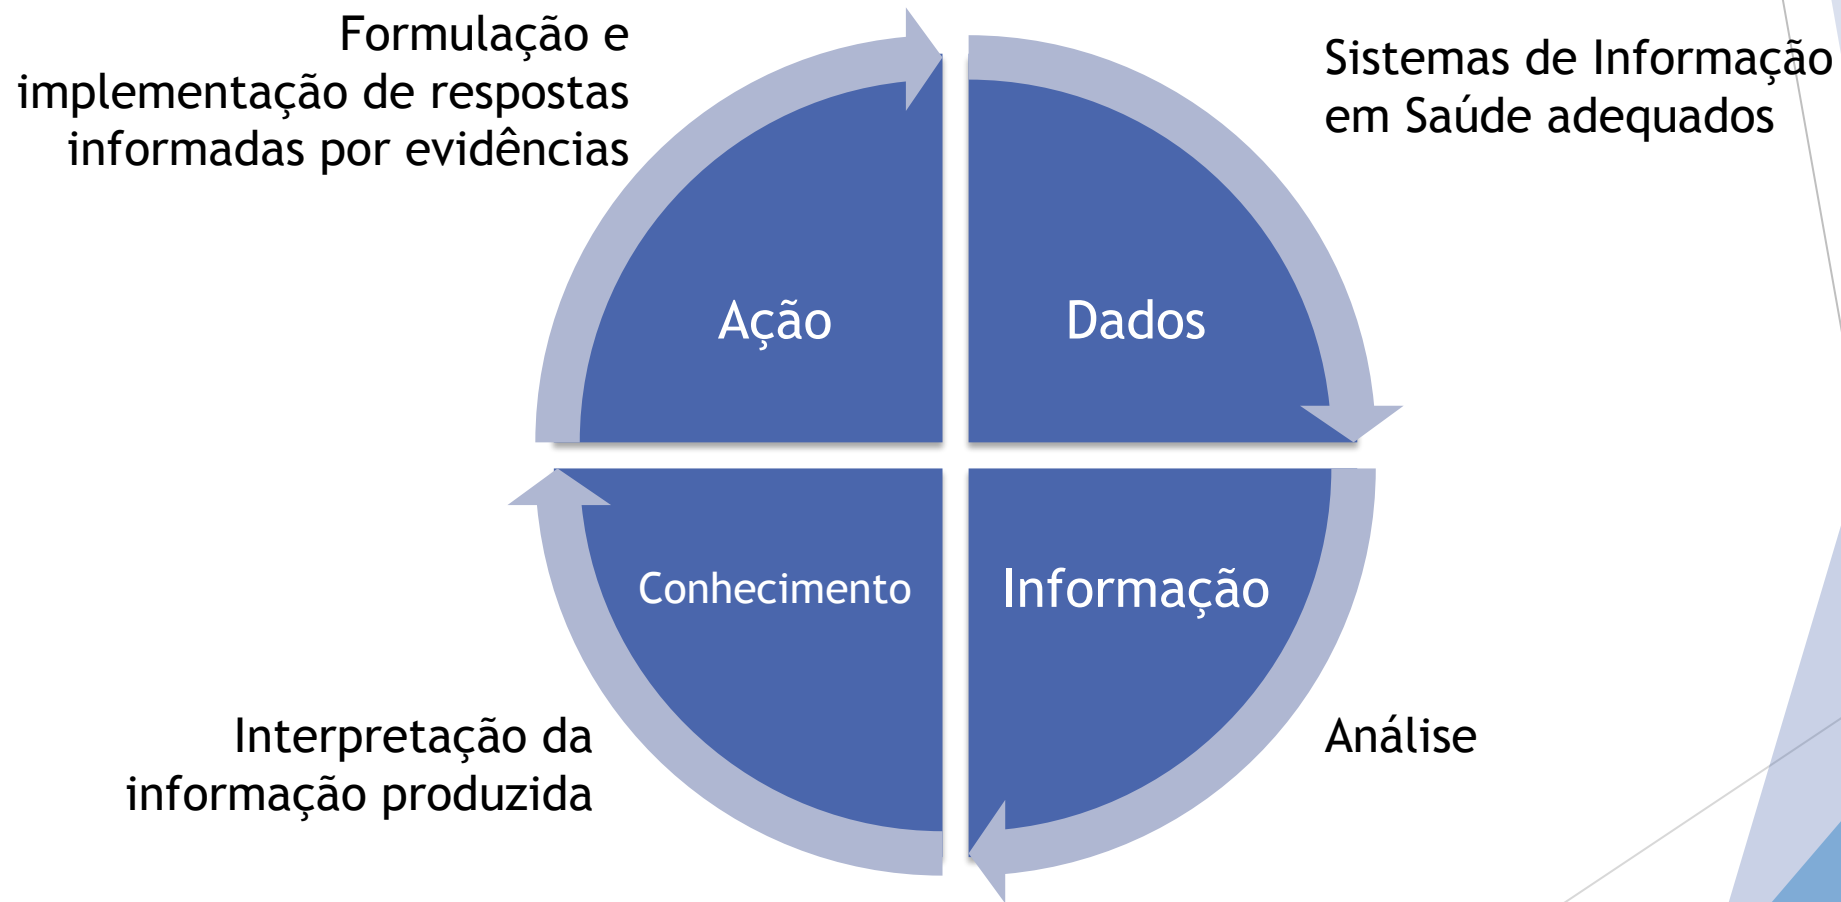 Formulação e
implementação de respostas
informadas por evidências
Sistemas de Informação
em Saúde adequados
Ação
Dados
Conhecimento
Informação
Interpretação da
informação produzida
Análise